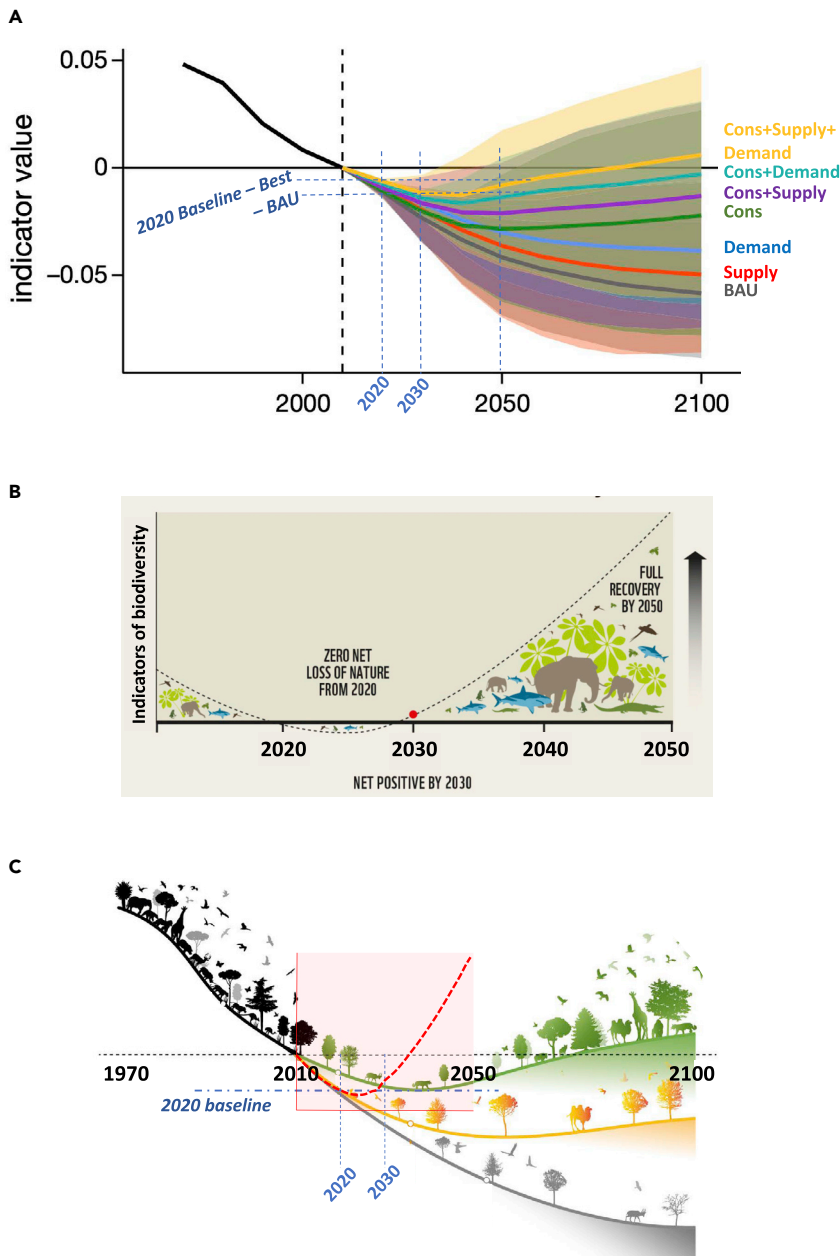 A
0.05
0
−0.05
indicator value
2020 Baseline – Best
– BAU
Cons+Supply+
Demand
Cons+Demand
Cons+Supply
Cons
Demand
Supply
BAU
2020
2030
2000
2050
2100
B
Indicators of biodiversity
ZERO NET
LOSS OF NATURE
FROM 2020
FULL
RECOVERY
BY 2050
2020
2030
2040
2050
NET POSITIVE BY 2030
C
1970
2010
2050
2100
2020 baseline
2020
2030